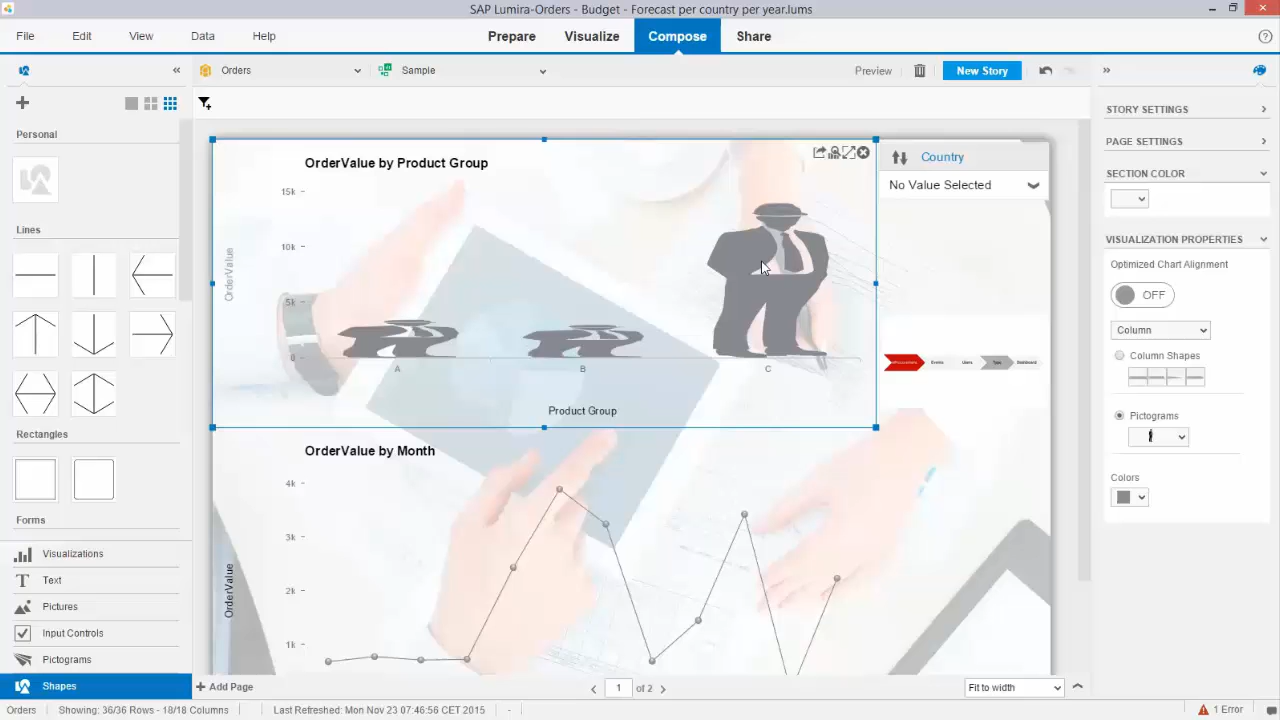 SAP Lumira-Orders - Budget - Forecast per country per year.lums
File Edit View Data Help Prepare Visualize Compose Share
Orders Sample Preview New Story
Personal
Lines
Rectangles
Forms
Visualizations
Text
Pictures
Input Controls
Pictograms
Shapes
OrderValue by Product Group
15k
10k
5k
0
OrderValue
A B C
Product Group
Country
No Value Selected
Events Users Dashboard
OrderValue by Month
4k
3k
2k
1k
OrderValue
STORY SETTINGS
PAGE SETTINGS
SECTION COLOR
VISUALIZATION PROPERTIES
Optimized Chart Alignment
OFF
Column
Column Shapes
Pictograms
Colors
Add Page 1 of 2 Fit to width
Orders Showing: 36/36 Rows - 18/18 Columns Last Refreshed: Mon Nov 23 07:46:56 CET 2015 - 1 Error